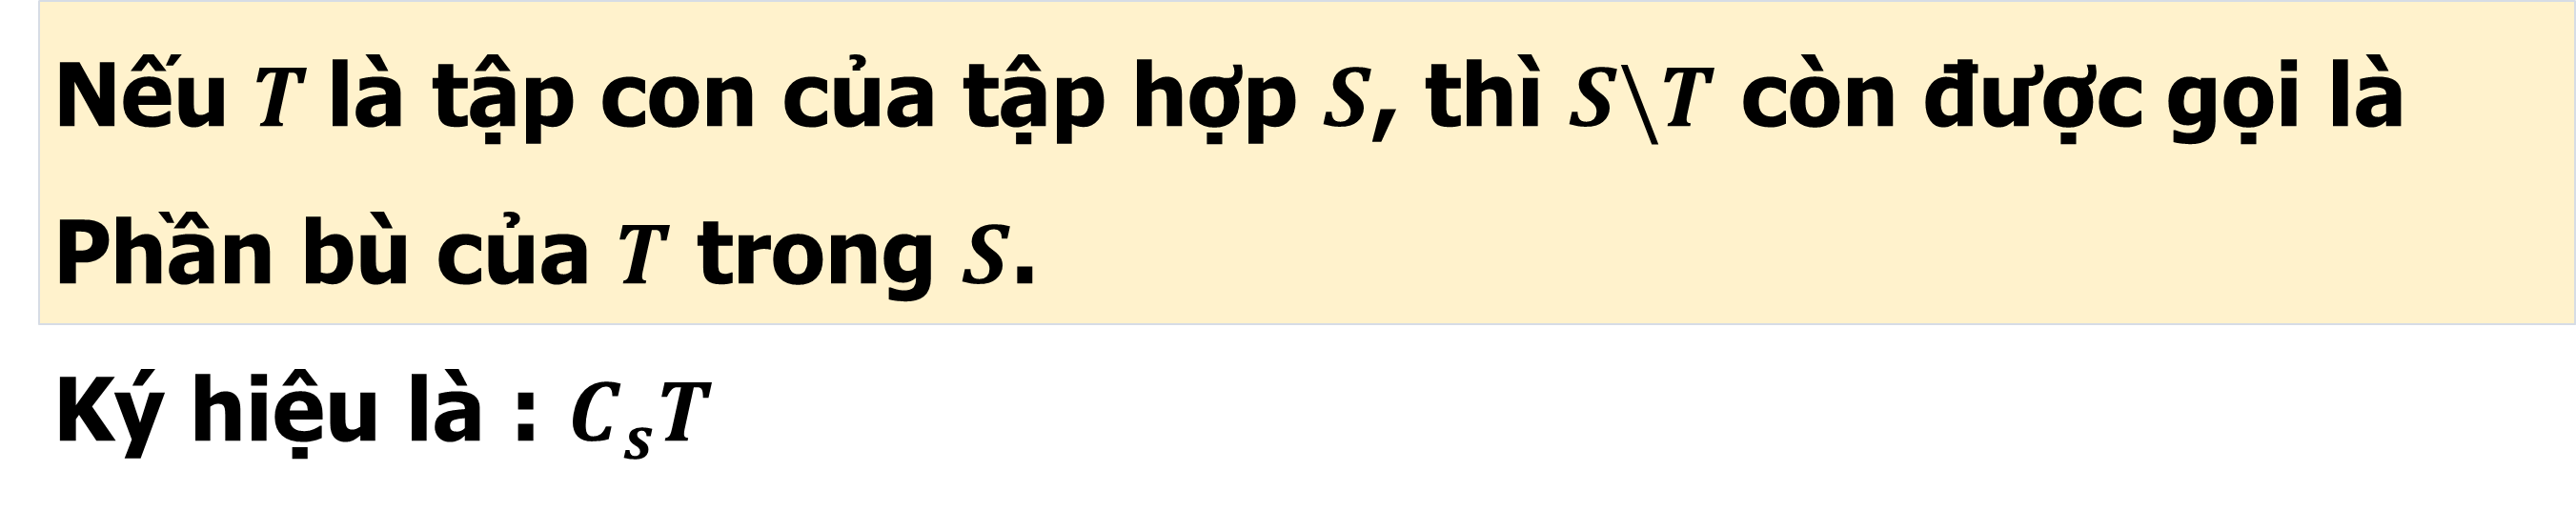 Nếu T là tập con của tập hợp S, thì S\T còn được gọi là
Phần bù của T trong S.
Ký hiệu là : CₛT